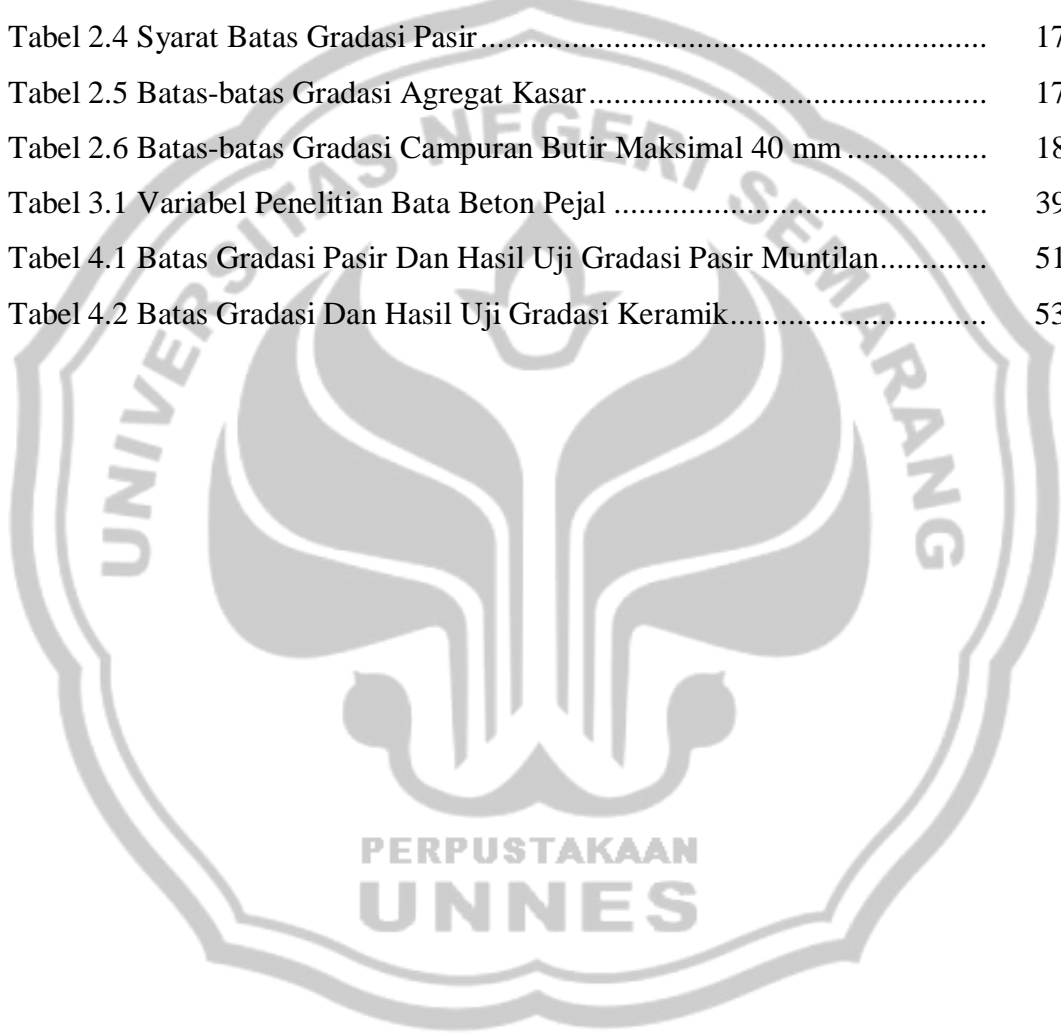 Tabel 2.4 Syarat Batas Gradasi Pasir.............................................................. 17
Tabel 2.5 Batas-batas Gradasi Agregat Kasar................................................. 17
Tabel 2.6 Batas-batas Gradasi Campuran Butir Maksimal 40 mm................. 18
Tabel 3.1 Variabel Penelitian Bata Beton Pejal.............................................. 39
Tabel 4.1 Batas Gradasi Pasir Dan Hasil Uji Gradasi Pasir Muntilan............. 51
Tabel 4.2 Batas Gradasi Dan Hasil Uji Gradasi Keramik................................ 53
UNIVERSITAS NEGERI SEMARANG
PERPUSTAKAAN
UNNES